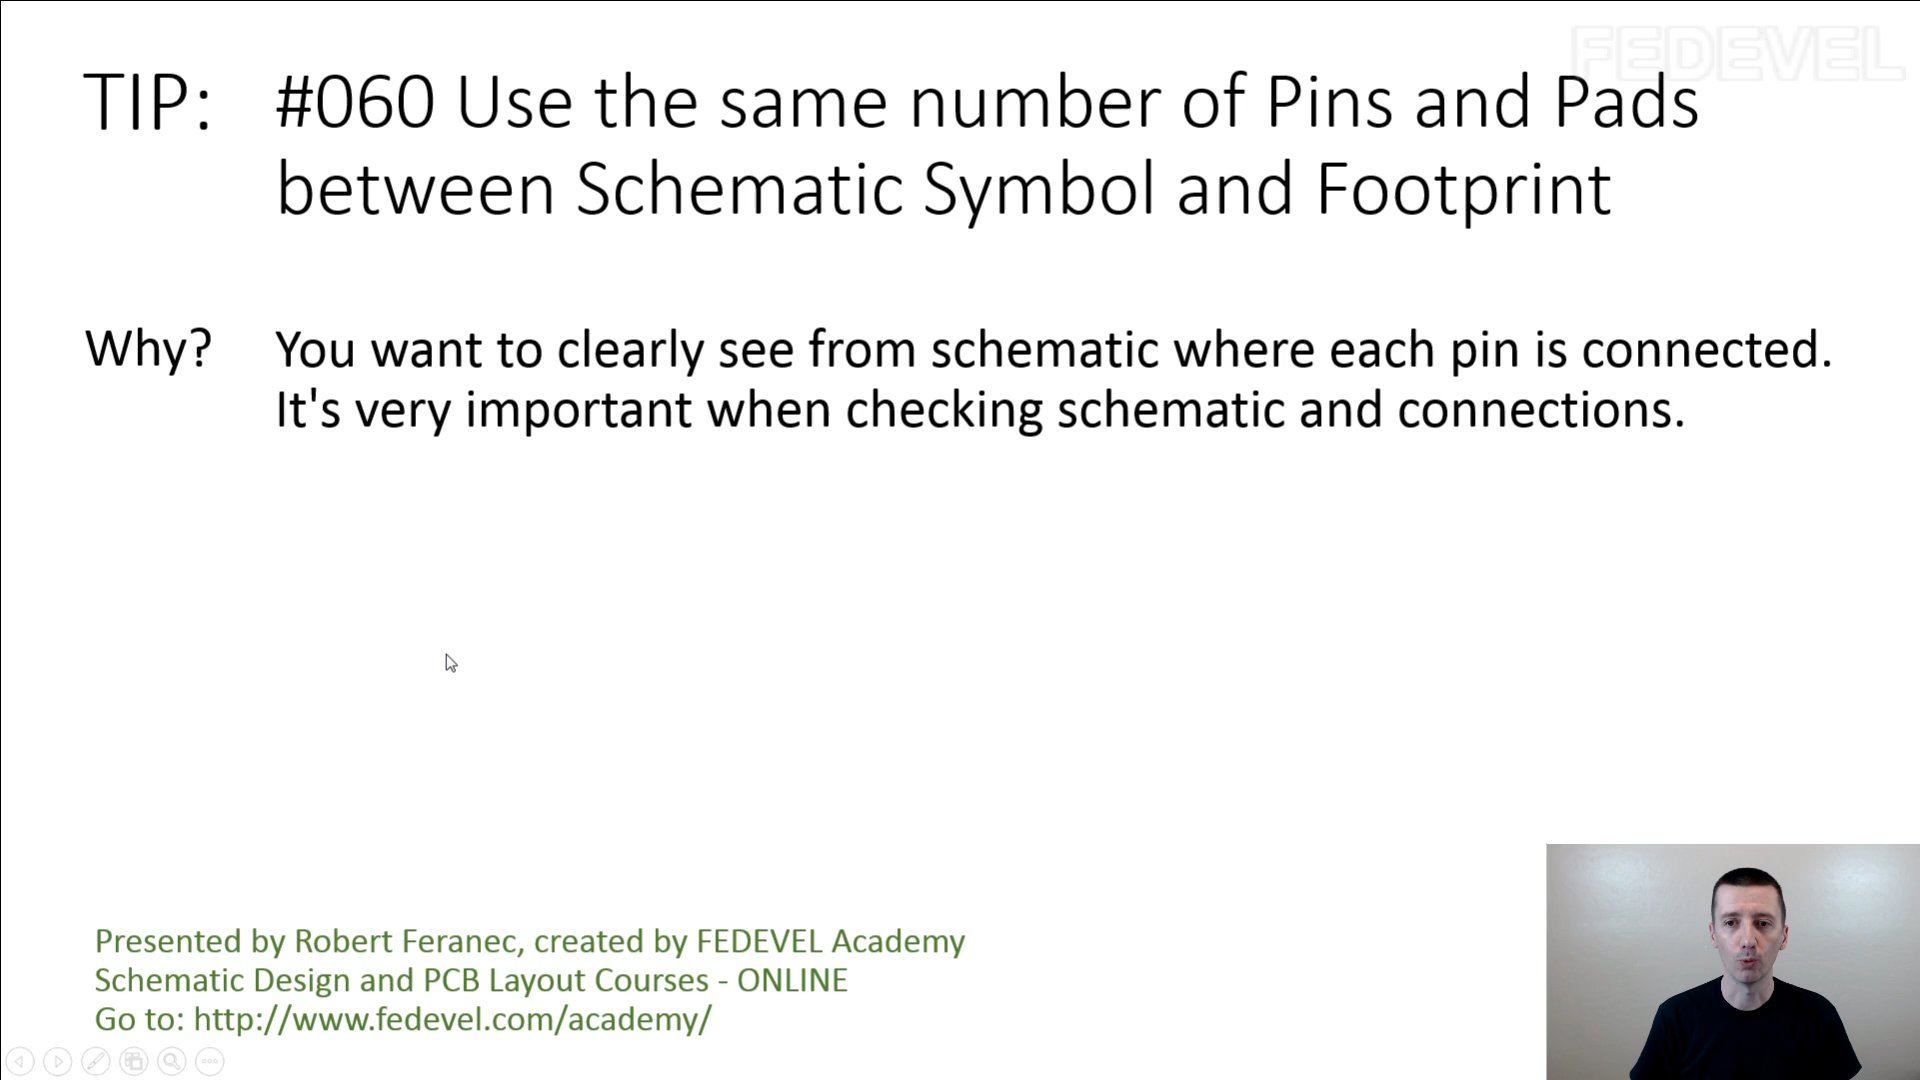 FEDEVEL
TIP: #060 Use the same number of Pins and Pads
between Schematic Symbol and Footprint
Why? You want to clearly see from schematic where each pin is connected.
It's very important when checking schematic and connections.
Presented by Robert Feranec, created by FEDEVEL Academy
Schematic Design and PCB Layout Courses - ONLINE
Go to: http://www.fedevel.com/academy/